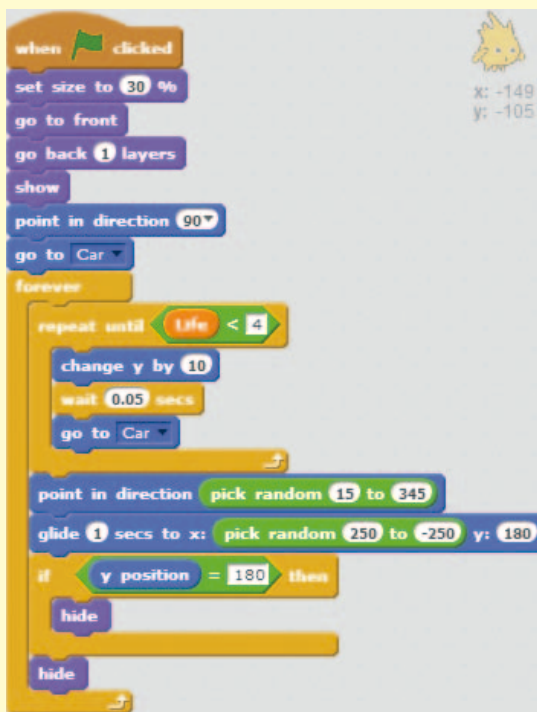 when clicked
set size to 30 %
x: -149
y: -105
go to front
go back 1 layers
show
point in direction 90
go to Car
forever
repeat until Life < 4
change y by 10
wait 0.05 secs
go to Car
point in direction pick random 15 to 345
glide 1 secs to x: pick random 250 to -250 y: 180
if y position = 180 then
hide
hide